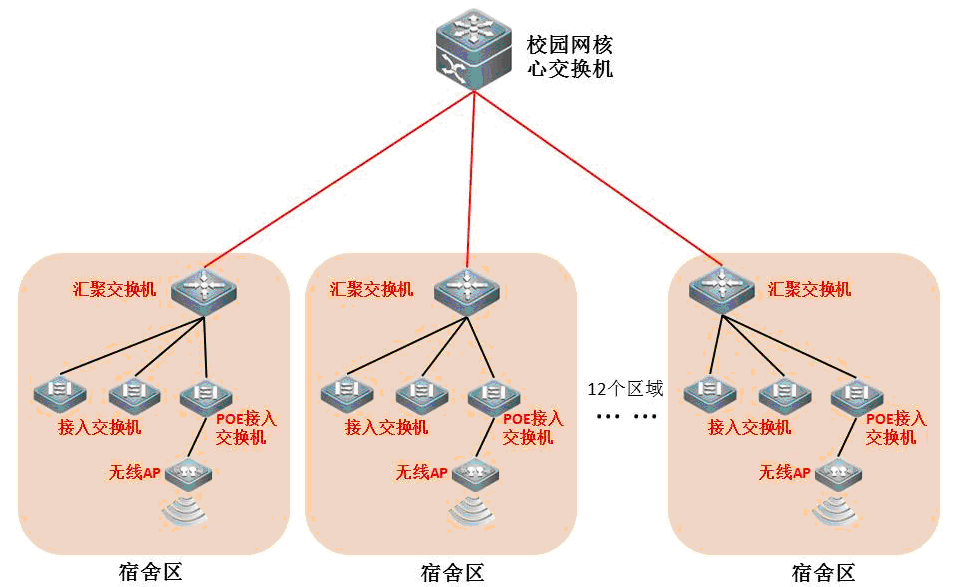 校园网核
心交换机
汇聚交换机
汇聚交换机
汇聚交换机
接入交换机
POE接入
交换机
无线AP
接入交换机
POE接入
交换机
无线AP
12个区域
... ...
接入交换机
POE接入
交换机
无线AP
宿舍区
宿舍区
宿舍区